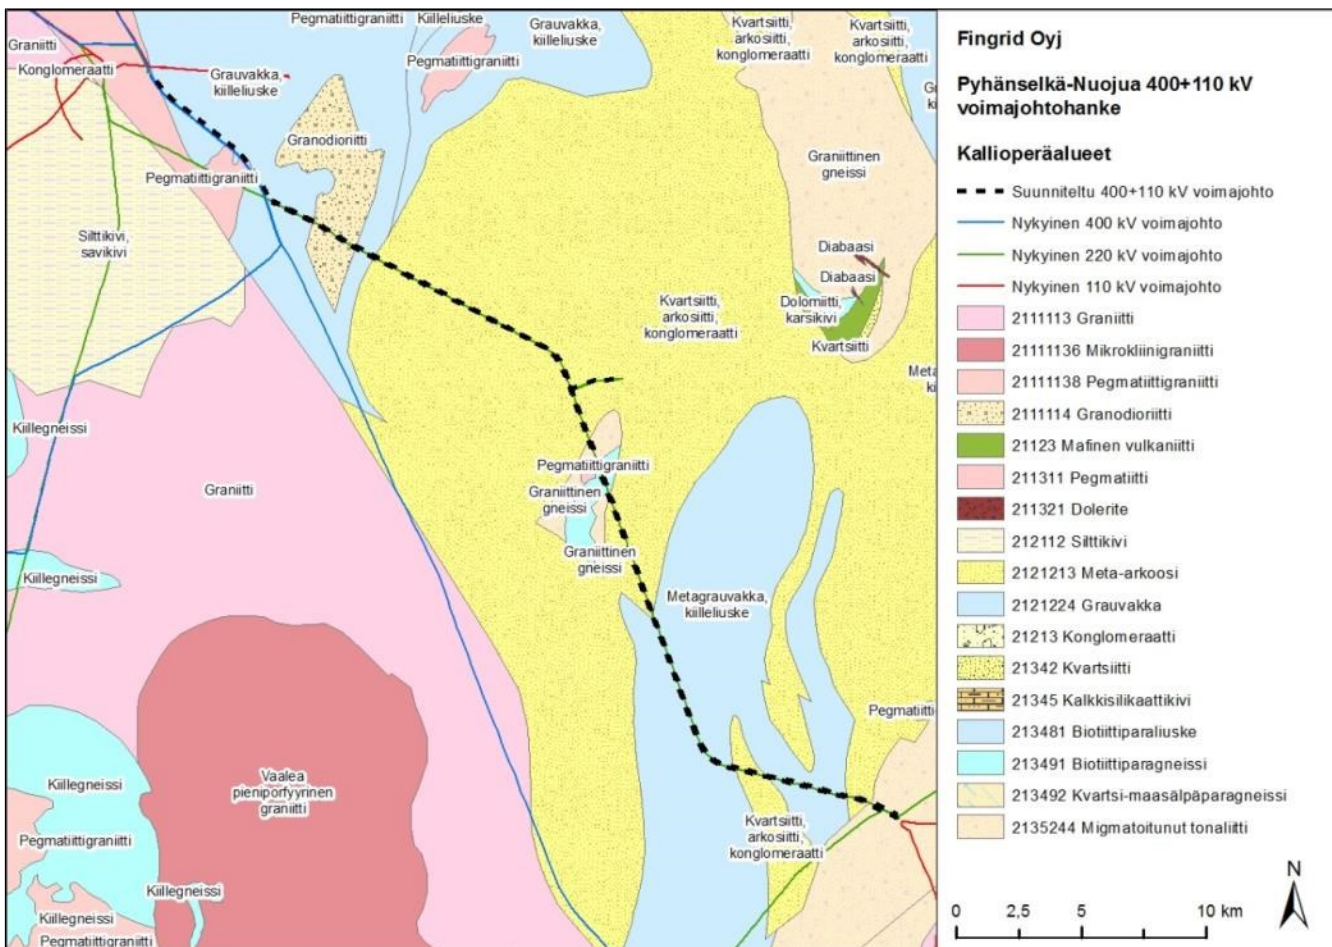 Pegmatiittigraniitti
Kiilleliuske
Grauvakka,
kiilleliuske
Kvartsiitti,
arkosiitti,
konglomeraatti
Kvartsiitti,
arkosiitti,
konglomeraatti
Graniitti
Konglomeraatti
Grauvakka,
kiilleliuske
Pegmatiittigraniitti
Granodioriitti
Graniittinen
gneissi
Pegmatiittigraniitti
Silttikivi,
savikivi
Diabaasi
Diabaasi
Kvartsiitti,
arkosiitti,
konglomeraatti
Dolomiitti,
karsikivi
Kvartsiitti
Meta
Kiillegneissi
Graniitti
Pegmatiittigraniitti
Graniittinen
gneissi
Graniittinen
gneissi
Kiillegneissi
Metagrauvakka,
kiilleliuske
Pegmatiitti
Vaalea
pieniporfyyrinen
graniitti
Kiillegneissi
Kvartsiitti,
arkosiitti,
konglomeraatti
Pegmatiittigraniitti
Kiillegneissi
Kiillegneissi
Pegmatiittigraniitti
Fingrid Oyj
Pyhänselkä-Nuojua 400+110 kV
voimajohtohanke
Kallioperäalueet
Suunniteltu 400+110 kV voimajohto
Nykyinen 400 kV voimajohto
Nykyinen 220 kV voimajohto
Nykyinen 110 kV voimajohto
2111113 Graniitti
21111136 Mikrokliinigraniitti
21111138 Pegmatiittigraniitti
2111114 Granodioriitti
21123 Mafinen vulkaniitti
211311 Pegmatiitti
211321 Dolerite
212112 Silttikivi
2121213 Meta-arkoosi
2121224 Grauvakka
21213 Konglomeraatti
21342 Kvartsiitti
21345 Kalkkisilikaattikivi
213481 Biotiittiparaliuske
213491 Biotiittiparagneissi
213492 Kvartsi-maasälpäparagneissi
2135244 Migmatoitunut tonaliitti
N
0 2,5 5 10 km